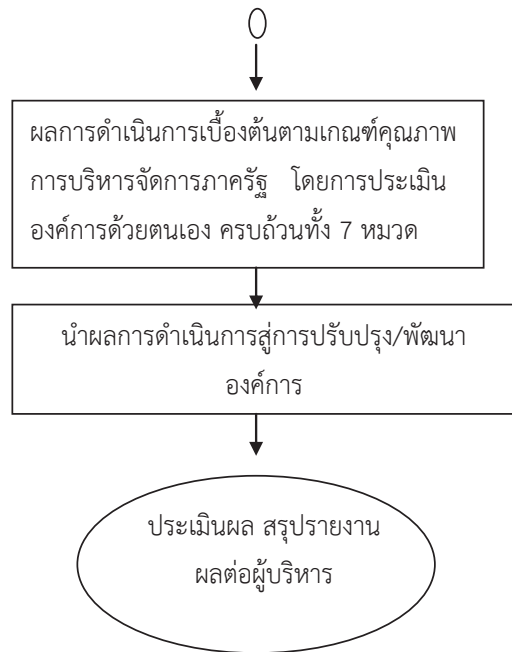 ผลการดำเนินการเบื้องต้นตามเกณฑ์คุณภาพ
การบริหารจัดการภาครัฐ โดยการประเมิน
องค์การด้วยตนเอง ครบถ้วนทั้ง 7 หมวด
นำผลการดำเนินการสู่การปรับปรุง/พัฒนา
องค์การ
ประเมินผล สรุปรายงาน
ผลต่อผู้บริหาร